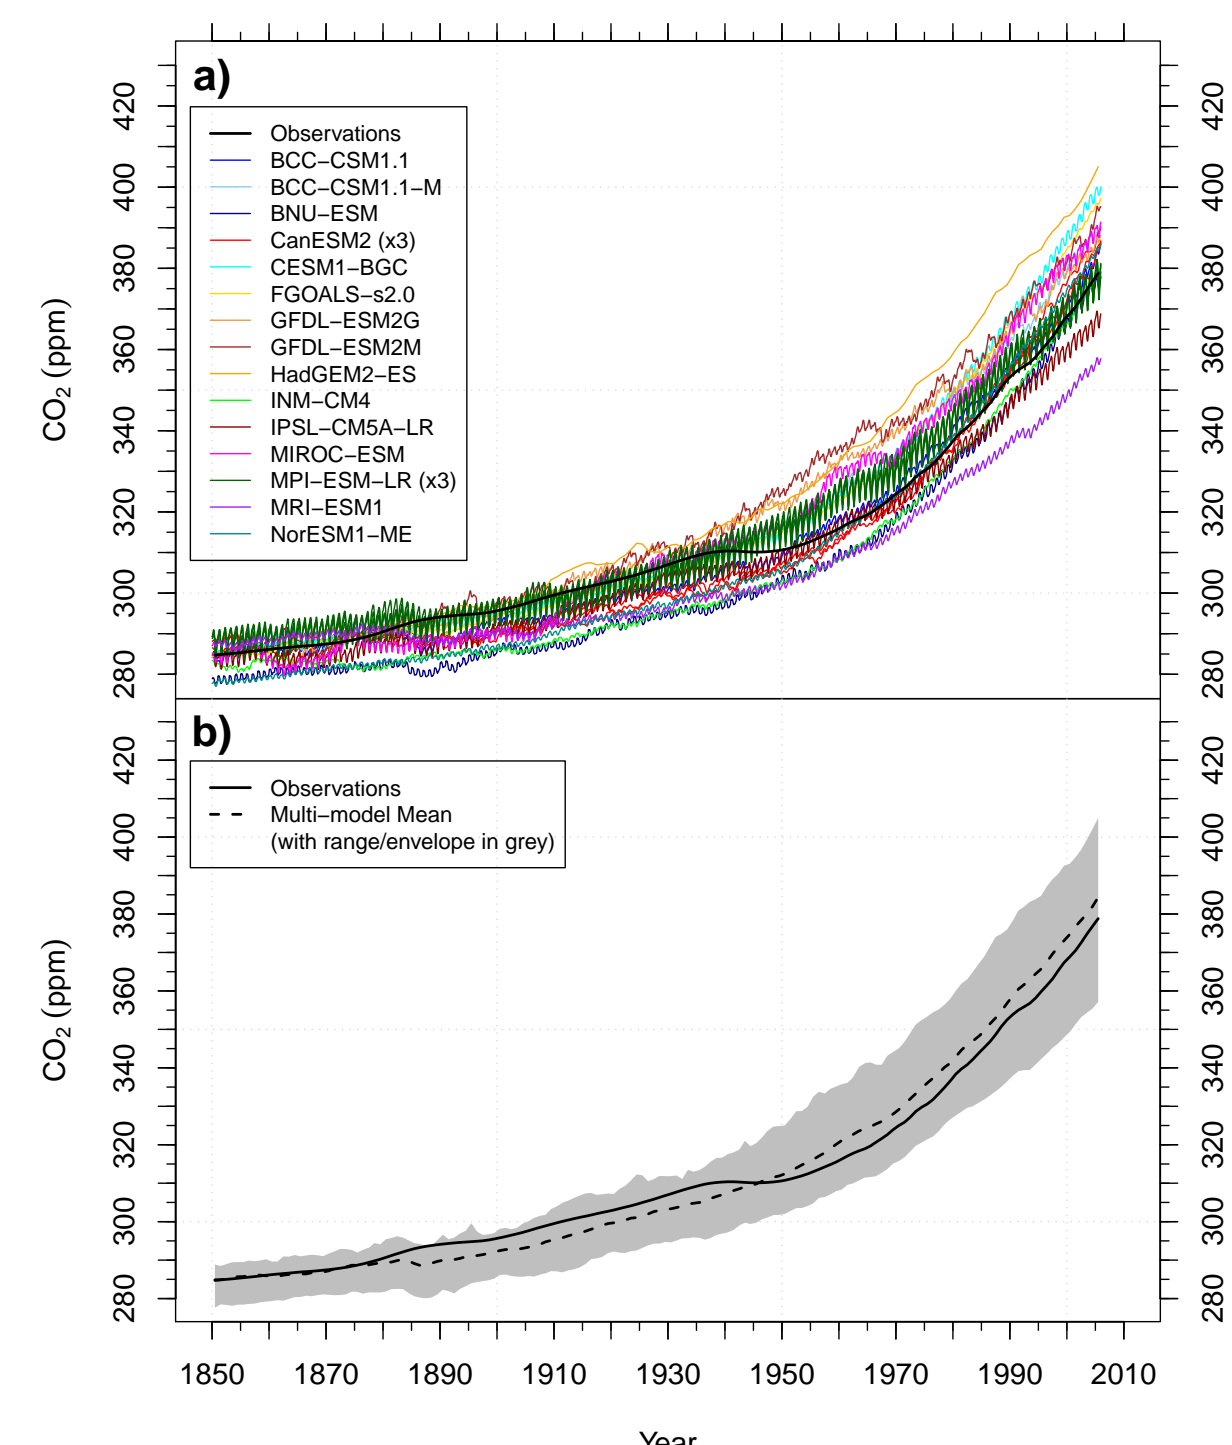 a)
Observations
BCC−CSM1.1
BCC−CSM1.1−M
BNU−ESM
CanESM2 (x3)
CESM1−BGC
FGOALS−s2.0
GFDL−ESM2G
GFDL−ESM2M
HadGEM2−ES
INM−CM4
IPSL−CM5A−LR
MIROC−ESM
MPI−ESM−LR (x3)
MRI−ESM1
NorESM1−ME
CO2 (ppm)
420
400
380
360
340
320
300
280
420
400
380
360
340
320
300
280
b)
Observations
Multi−model Mean
(with range/envelope in grey)
CO2 (ppm)
420
400
380
360
340
320
300
280
420
400
380
360
340
320
300
280
1850 1870 1890 1910 1930 1950 1970 1990 2010
Year